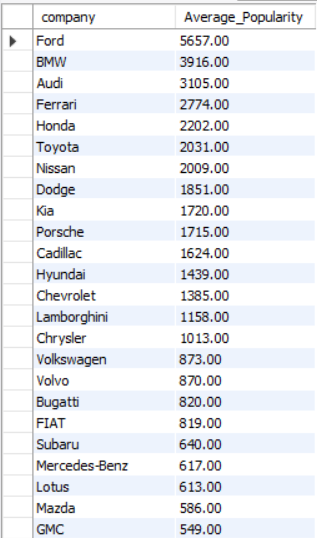 company Average_Popularity
Ford 5657.00
BMW 3916.00
Audi 3105.00
Ferrari 2774.00
Honda 2202.00
Toyota 2031.00
Nissan 2009.00
Dodge 1851.00
Kia 1720.00
Porsche 1715.00
Cadillac 1624.00
Hyundai 1439.00
Chevrolet 1385.00
Lamborghini 1158.00
Chrysler 1013.00
Volkswagen 873.00
Volvo 870.00
Bugatti 820.00
FIAT 819.00
Subaru 640.00
Mercedes-Benz 617.00
Lotus 613.00
Mazda 586.00
GMC 549.00